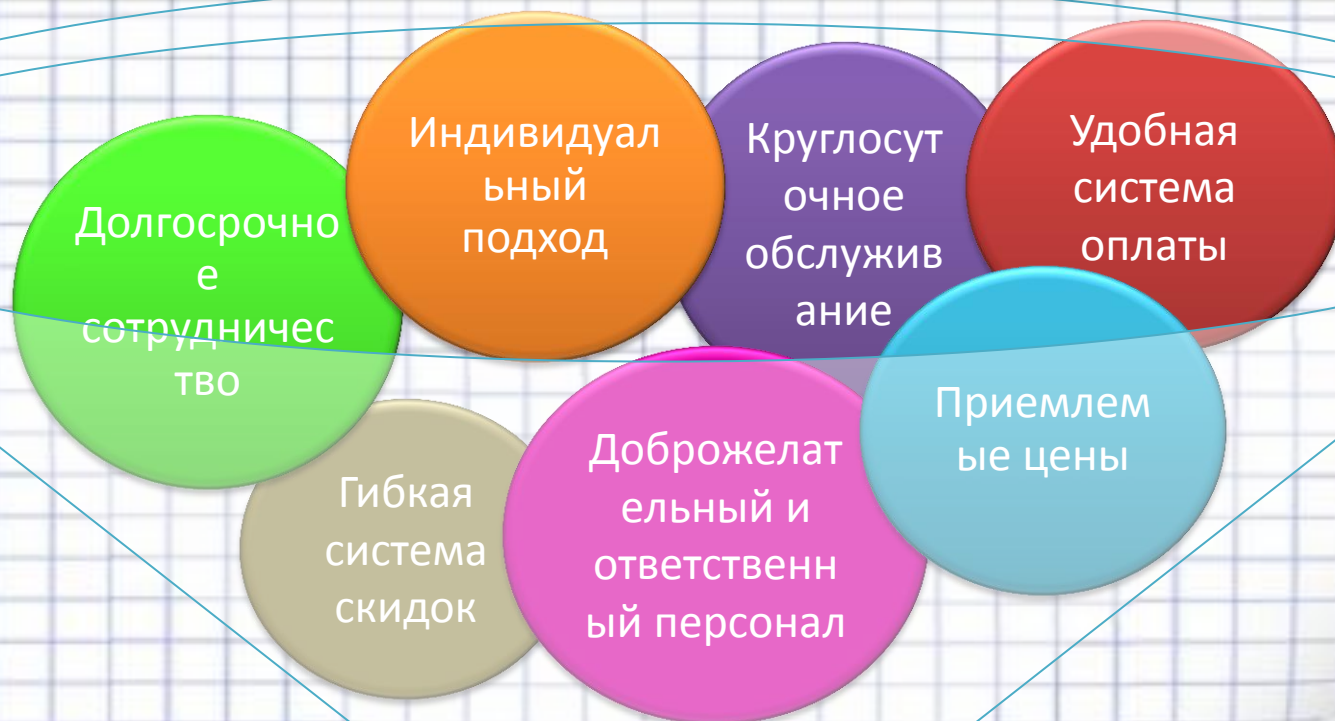 Долгосрочно
е
сотрудничес
тво
Индивидуал
ьный
подход
Круглосут
очное
обслужив
ание
Удобная
система
оплаты
Гибкая
система
скидок
Доброжелат
ельный и
ответственн
ый персонал
Приемлем
ые цены